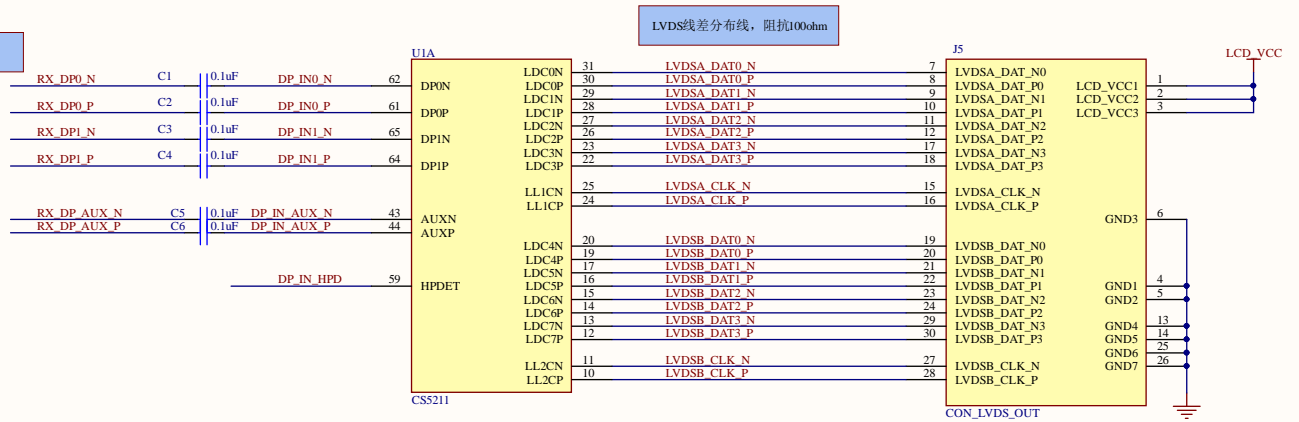 LVDS线差分布线，阻抗100ohm
U1A
J5
LCD_VCC
RX_DP0_N C1 0.1uF DP_IN0_N 62 DP0N
RX_DP0_P C2 0.1uF DP_IN0_P 61 DP0P
RX_DP1_N C3 0.1uF DP_IN1_N 65 DP1N
RX_DP1_P C4 0.1uF DP_IN1_P 64 DP1P
RX_DP_AUX_N C5 0.1uF DP_IN_AUX_N 43 AUXN
RX_DP_AUX_P C6 0.1uF DP_IN_AUX_P 44 AUXP
DP_IN_HPD 59 HPDET
LDC0N 31 LVDSA_DAT0_N 7 LVDSA_DAT_N0
LDC0P 30 LVDSA_DAT0_P 8 LVDSA_DAT_P0
LDC1N 29 LVDSA_DAT1_N 9 LVDSA_DAT_N1
LDC1P 28 LVDSA_DAT1_P 10 LVDSA_DAT_P1
LDC2N 27 LVDSA_DAT2_N 11 LVDSA_DAT_N2
LDC2P 26 LVDSA_DAT2_P 12 LVDSA_DAT_P2
LDC3N 23 LVDSA_DAT3_N 17 LVDSA_DAT_N3
LDC3P 22 LVDSA_DAT3_P 18 LVDSA_DAT_P3
LL1CN 25 LVDSA_CLK_N 15 LVDSA_CLK_N
LL1CP 24 LVDSA_CLK_P 16 LVDSA_CLK_P
LDC4N 20 LVDSB_DAT0_N 19 LVDSB_DAT_N0
LDC4P 19 LVDSB_DAT0_P 20 LVDSB_DAT_P0
LDC5N 17 LVDSB_DAT1_N 21 LVDSB_DAT_N1
LDC5P 16 LVDSB_DAT1_P 22 LVDSB_DAT_P1
LDC6N 15 LVDSB_DAT2_N 23 LVDSB_DAT_N2
LDC6P 14 LVDSB_DAT2_P 24 LVDSB_DAT_P2
LDC7N 13 LVDSB_DAT3_N 29 LVDSB_DAT_N3
LDC7P 12 LVDSB_DAT3_P 30 LVDSB_DAT_P3
LL2CN 11 LVDSB_CLK_N 27 LVDSB_CLK_N
LL2CP 10 LVDSB_CLK_P 28 LVDSB_CLK_P
LCD_VCC1 1
LCD_VCC2 2
LCD_VCC3 3
GND3 6
GND1 4
GND2 5
GND4 13
GND5 14
GND6 25
GND7 26
CS5211
CON_LVDS_OUT